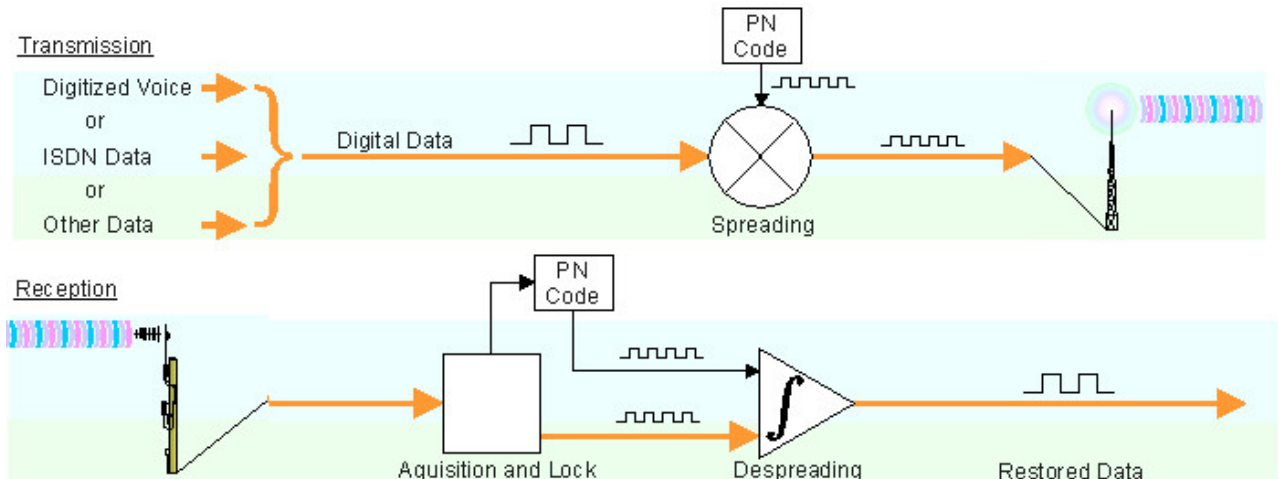 PN
Code
Transmission
Digitized Voice
or
Digital Data
ISDN Data
or
Other Data
Spreading
PN
Code
Reception
Aquisition and Lock
Despreading
Restored Data